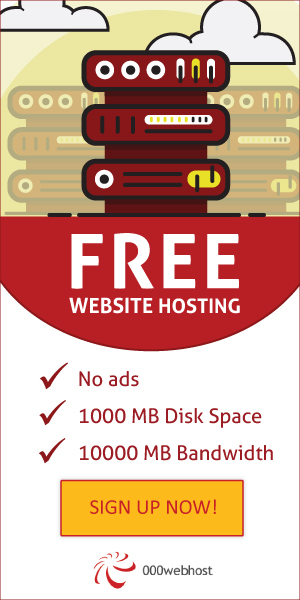 FREE
WEBSITE HOSTING
No ads
1000 MB Disk Space
10000 MB Bandwidth
SIGN UP NOW!
000webhost